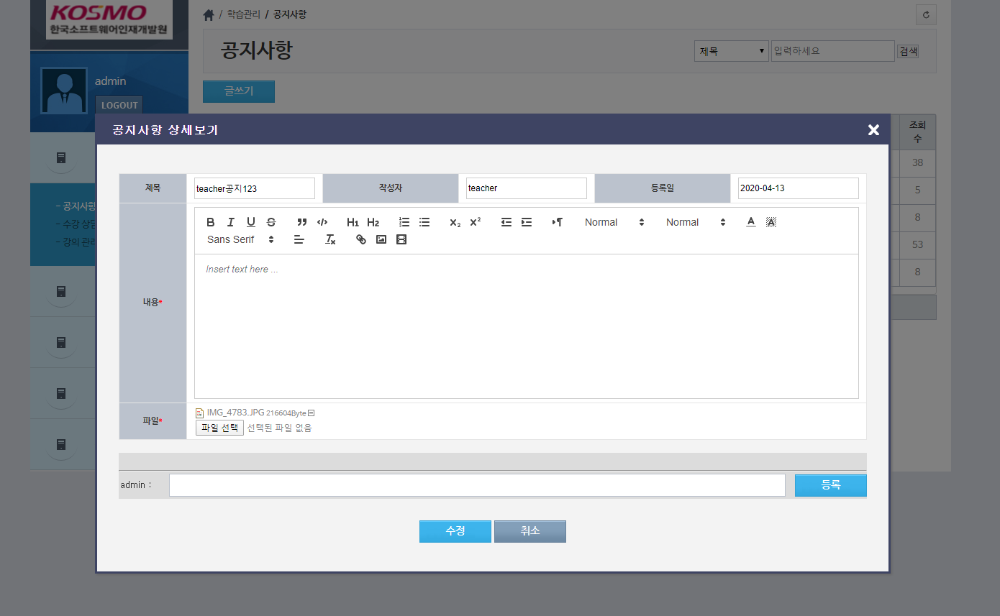 KOSMO
한국소프트웨어인재개발원
admin
LOGOUT
- 공지사항
- 수강 상담
- 강의 관리
/ 학습관리 / 공지사항
공지사항
제목
입력하세요
검색
글쓰기
조회
수
38
5
8
53
8
공지사항 상세보기
제목 teacher공지123 작성자 teacher 등록일 2020-04-13
내용*
B I U S H1 H2 X2 X2 Normal Normal A A
Sans Serif Tx
Insert text here ...
파일*
IMG_4783.JPG 216604Byte
파일 선택 선택된 파일 없음
admin : 등록
수정 취소